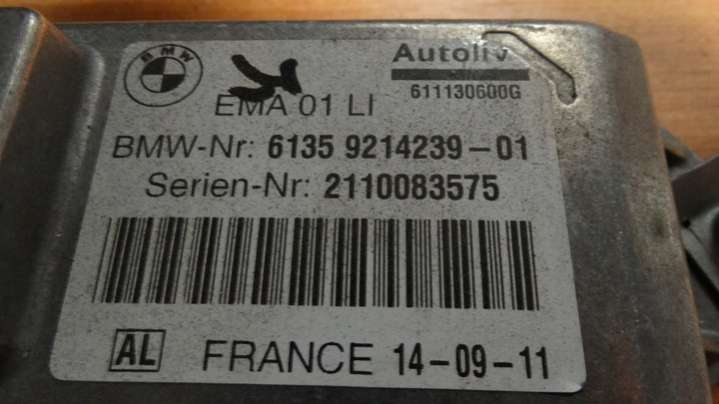 BMW
Autoliv
611130600G
EMA 01 LI
BMW-Nr: 6135 9214239-01
Serien-Nr: 2110083575
AL FRANCE 14-09-11